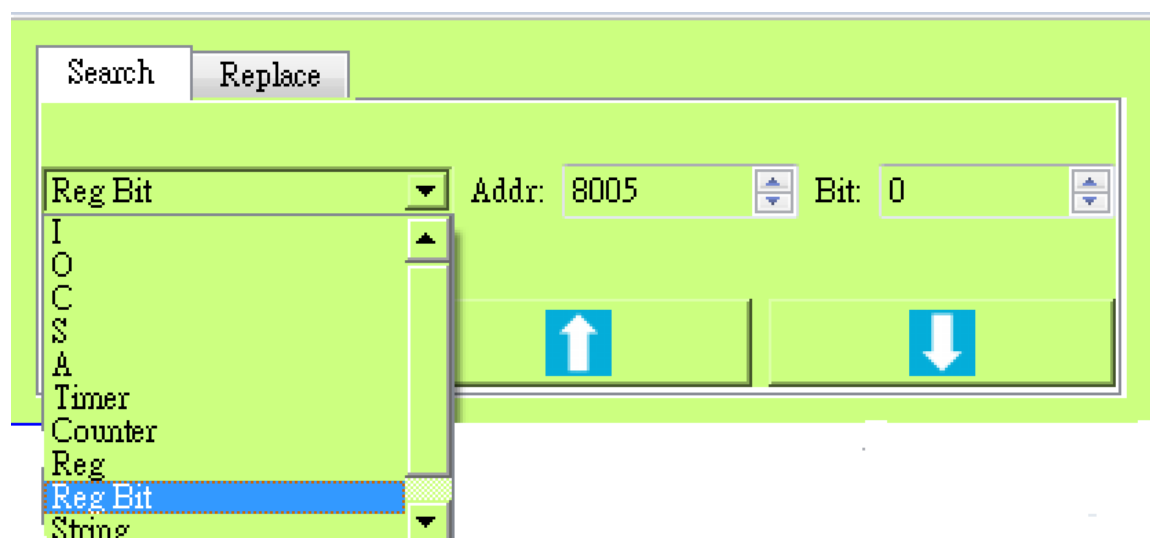 Search Replace
Reg Bit Addr: 8005 Bit: 0
I
O
C
S
A
Timer
Counter
Reg
Reg Bit
String